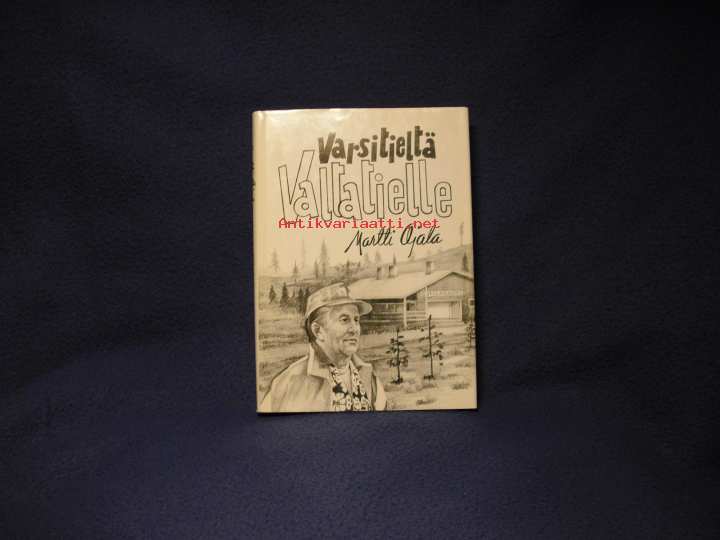 Varsitieltä
Valtatielle
Antikvariaatti.net
Martti Ojala